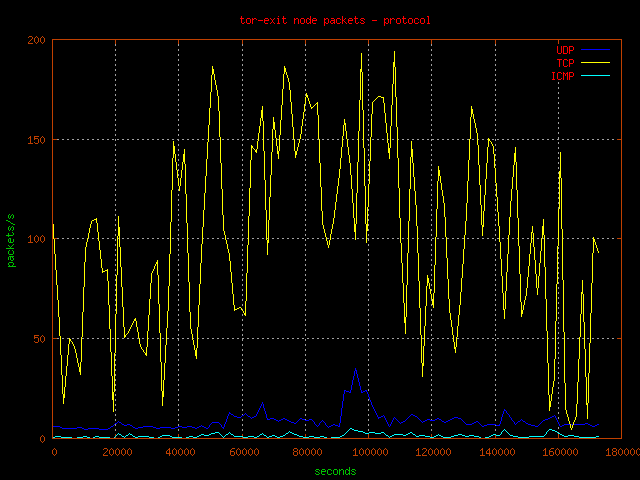 tor-exit node packets - protocol
200
150
100
50
0
packets/s
UDP
TCP
ICMP
0 20000 40000 60000 80000 100000 120000 140000 160000 180000
seconds